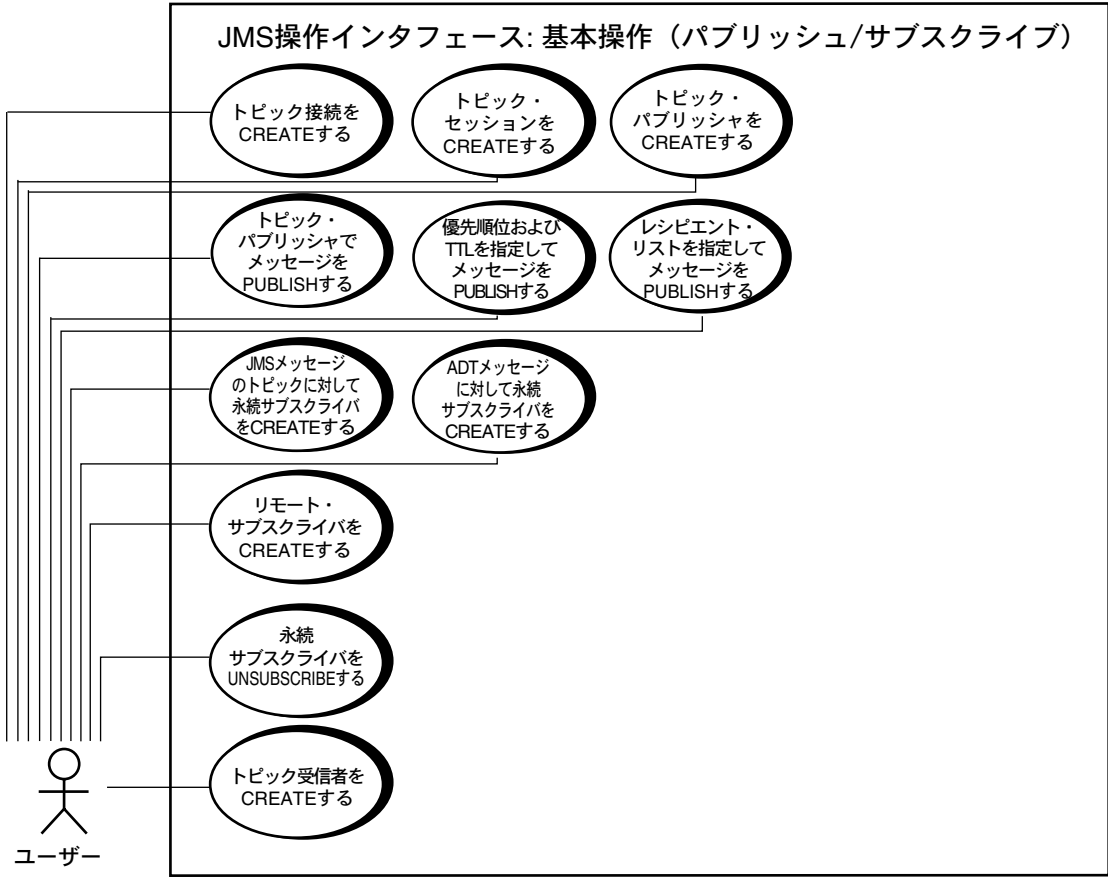 JMS操作インタフェース: 基本操作（パブリッシュ/サブスクライブ）
トピック接続を
CREATEする
トピック・
セッションを
CREATEする
トピック・
パブリッシャを
CREATEする
トピック・
パブリッシャで
メッセージを
PUBLISHする
優先順位および
TTLを指定して
メッセージを
PUBLISHする
レシピエント・
リストを指定して
メッセージを
PUBLISHする
JMSメッセージ
のトピックに対して
永続サブスクライバ
をCREATEする
ADTメッセージ
に対して永続
サブスクライバを
CREATEする
リモート・
サブスクライバを
CREATEする
永続
サブスクライバを
UNSUBSCRIBEする
トピック受信者を
CREATEする
ユーザー